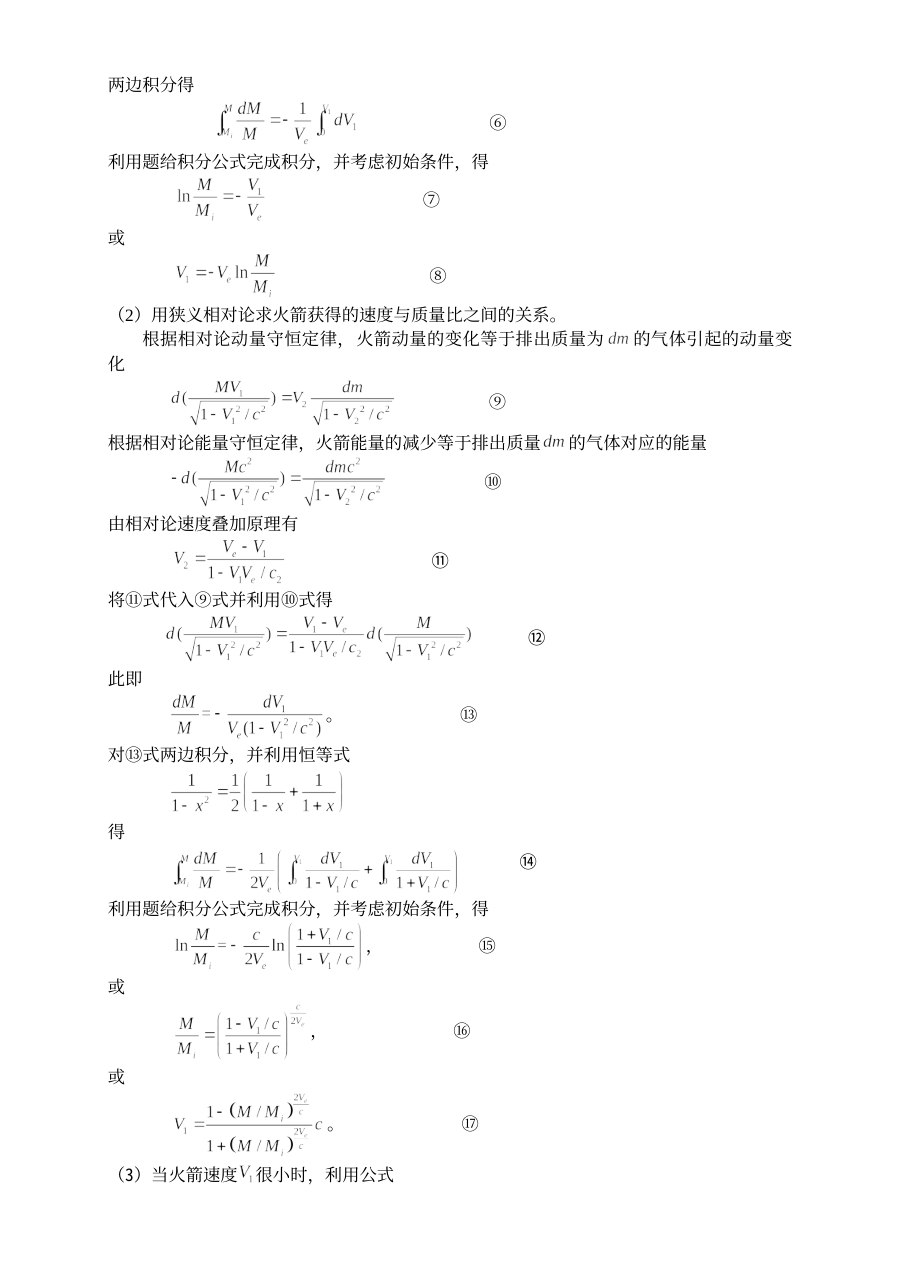 两边积分得
∫_{M_i}^{M} dM/M =- 1/V_e ∫_0^{V_1} dV_1 ⑥
利用题给积分公式完成积分，并考虑初始条件，得
ln M/M_i =- V_1/V_e ⑦
或
V_1 =- V_e ln M/M_i ⑧
（2）用狭义相对论求火箭获得的速度与质量比之间的关系。
根据相对论动量守恒定律，火箭动量的变化等于排出质量为 dm 的气体引起的动量变
化
d(MV_1/√(1- V_1^2/c^2)) =V_2 dm/√(1- V_2^2/c^2) ⑨
根据相对论能量守恒定律，火箭能量的减少等于排出质量dm 的气体对应的能量
- d(Mc^2/√(1- V_1^2/c^2)) = dmc^2/√(1- V_2^2/c^2) ⑩
由相对论速度叠加原理有
V_2 = (V_e - V_1)/(1- V_1V_e/c_2) ⑪
将⑪式代入⑨式并利用⑩式得
d(MV_1/√(1- V_1^2/c^2)) = (V_1 - V_e)/(1- V_1V_e/c_2) d(M/√(1- V_1^2/c^2)) ⑫
此即
dM/M = - dV_1/(V_e(1- V_1^2/c^2))。 ⑬
对⑬式两边积分，并利用恒等式
1/(1- x^2) = 1/2 (1/(1- x) + 1/(1+x))
得
∫_{M_i}^{M} dM/M =- 1/(2V_e) (∫_0^{V_1} dV_1/(1- V_1/c) + ∫_0^{V_1} dV_1/(1+V_1/c)) ⑭
利用题给积分公式完成积分，并考虑初始条件，得
ln M/M_i =- c/(2V_e) ln((1+V_1/c)/(1- V_1/c))， ⑮
或
M/M_i = ((1- V_1/c)/(1+V_1/c))^{c/(2V_e)}， ⑯
或
V_1 = (1- (M/M_i)^{2V_e/c})/(1+(M/M_i)^{2V_e/c}) c。 ⑰
（3）当火箭速度V_1很小时，利用公式